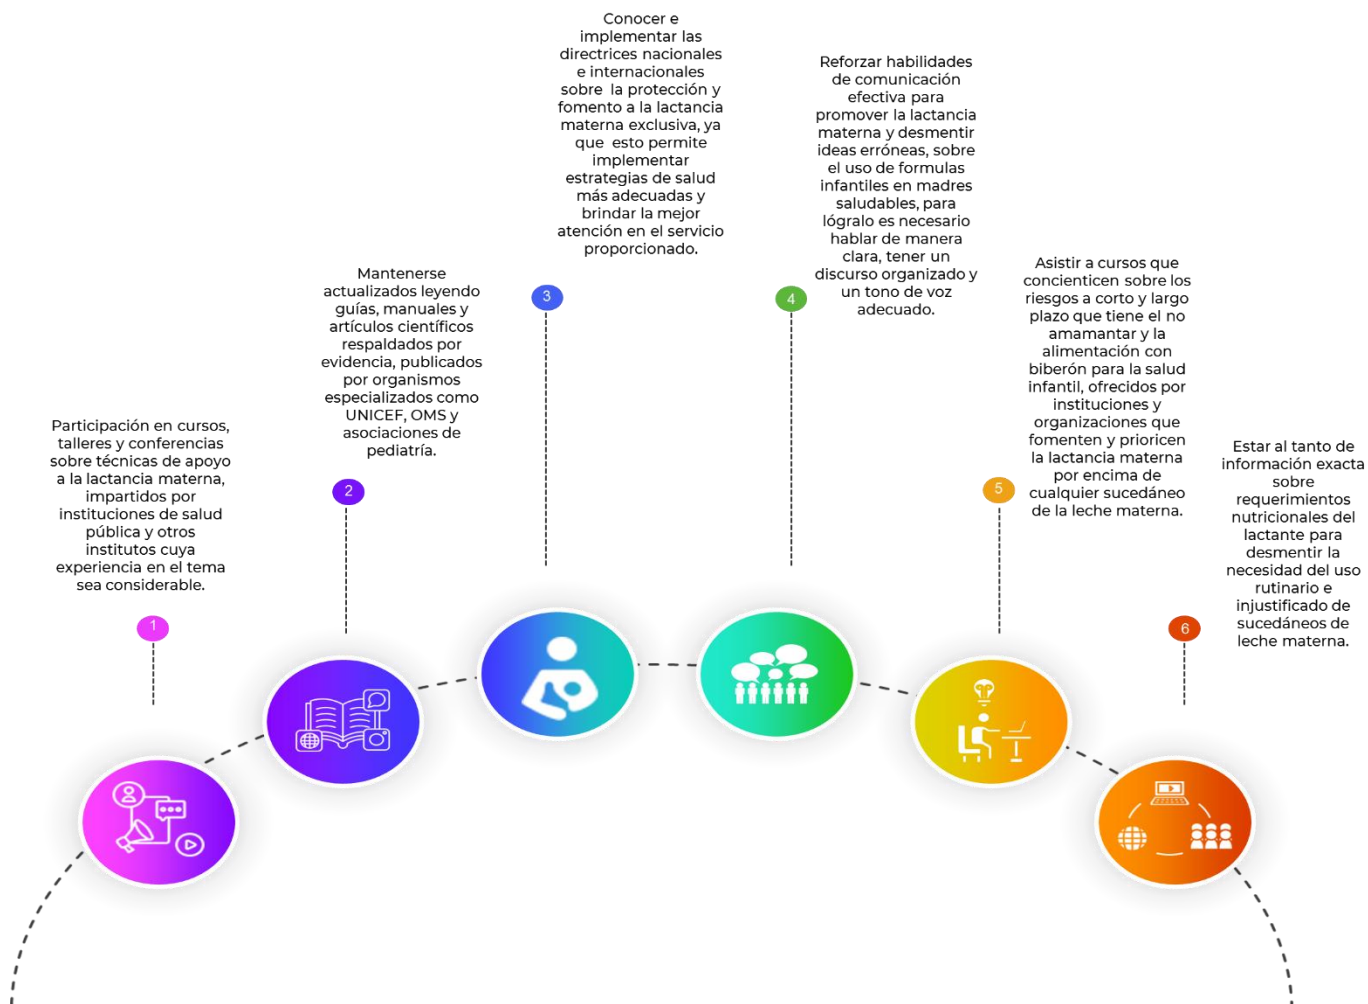 Participación en cursos,
talleres y conferencias
sobre técnicas de apoyo
a la lactancia materna,
impartidos por
instituciones de salud
pública y otros
institutos cuya
experiencia en el tema
sea considerable.
1
Mantenerse
actualizados leyendo
guías, manuales y
artículos científicos
respaldados por
evidencia, publicados
por organismos
especializados como
UNICEF, OMS y
asociaciones de
pediatría.
2
Conocer e
implementar las
directrices nacionales
e internacionales
sobre la protección y
fomento a la lactancia
materna exclusiva, ya
que esto permite
implementar
estrategias de salud
más adecuadas y
brindar la mejor
atención en el servicio
proporcionado.
3
Reforzar habilidades
de comunicación
efectiva para
promover la lactancia
materna y desmentir
ideas erróneas, sobre
el uso de formulas
infantiles en madres
saludables, para
lógralo es necesario
hablar de manera
clara, tener un
discurso organizado y
un tono de voz
adecuado.
4
Asistir a cursos que
concienticen sobre los
riesgos a corto y largo
plazo que tiene el no
amamantar y la
alimentación con
biberón para la salud
infantil, ofrecidos por
instituciones y
organizaciones que
fomenten y prioricen
la lactancia materna
por encima de
cualquier sucedáneo
de la leche materna.
5
Estar al tanto de
información exacta
sobre
requerimientos
nutricionales del
lactante para
desmentir la
necesidad del uso
rutinario e
injustificado de
sucedáneos de
leche materna.
6